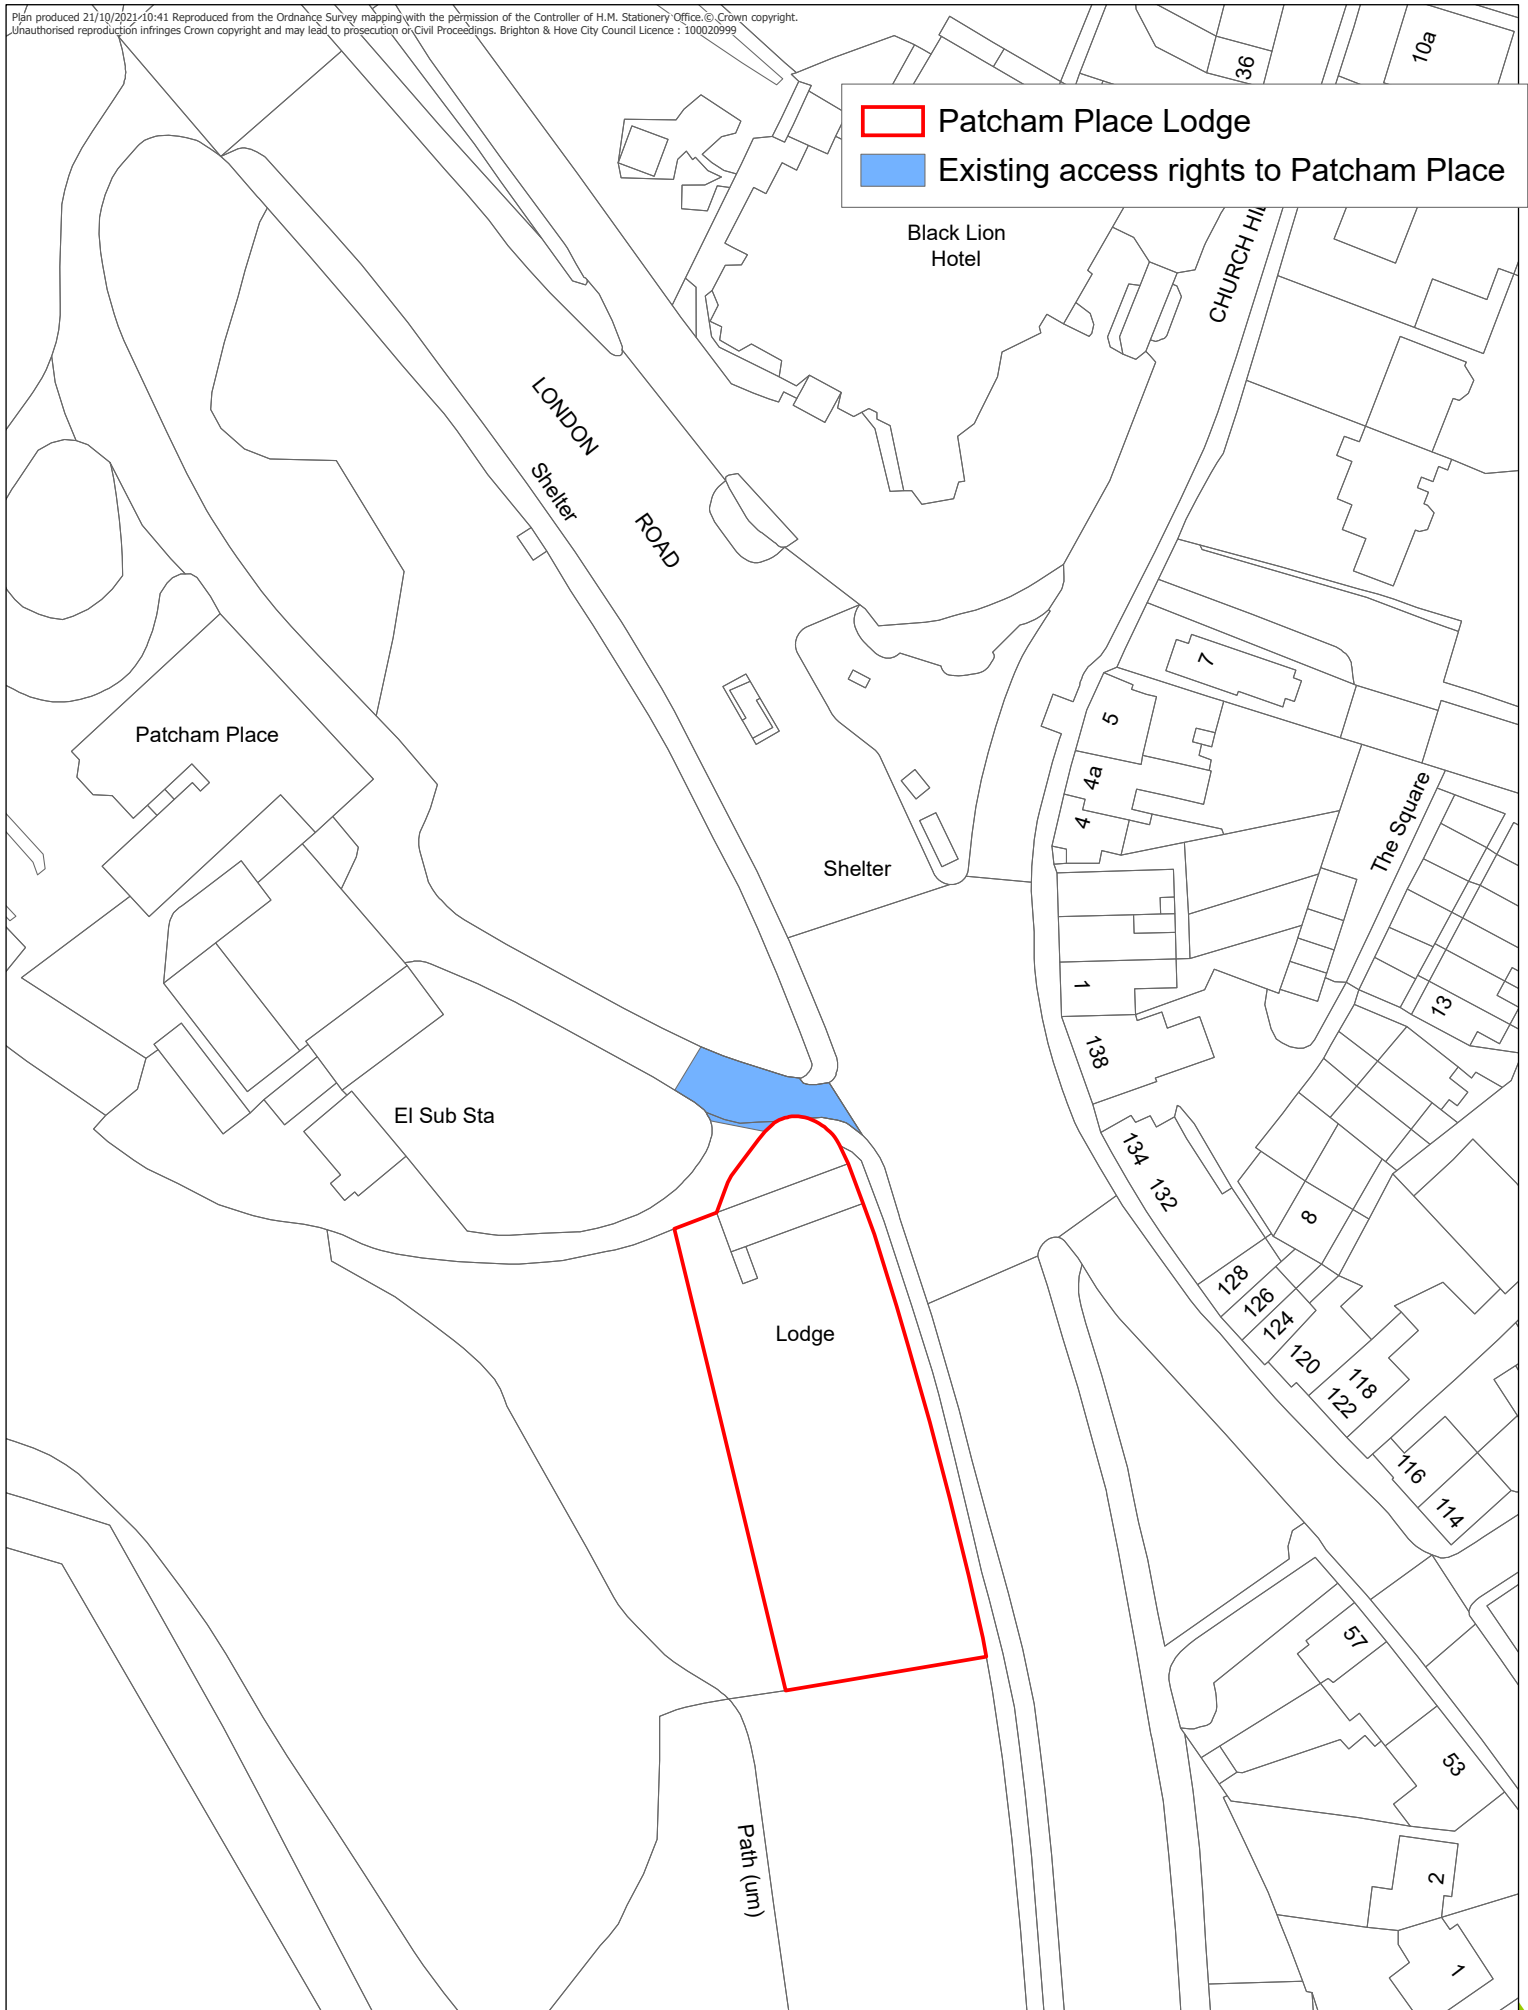 Plan produced 21/10/2021-10:41 Reproduced from the Ordnance Survey mapping with the permission of the Controller of H.M. Stationery Office.© Crown copyright.
Unauthorised reproduction infringes Crown copyright and may lead to prosecution or Civil Proceedings. Brighton & Hove City Council Licence : 100020999
36
10a
Patcham Place Lodge
Existing access rights to Patcham Place
Black Lion
Hotel
CHURCH HIL
LONDON
ROAD
Shelter
7
5
Patcham Place
4a
4
The Square
Shelter
1
13
138
El Sub Sta
134
132
8
128
126
124
120
118
122
Lodge
116
114
57
53
Path (um)
2
1